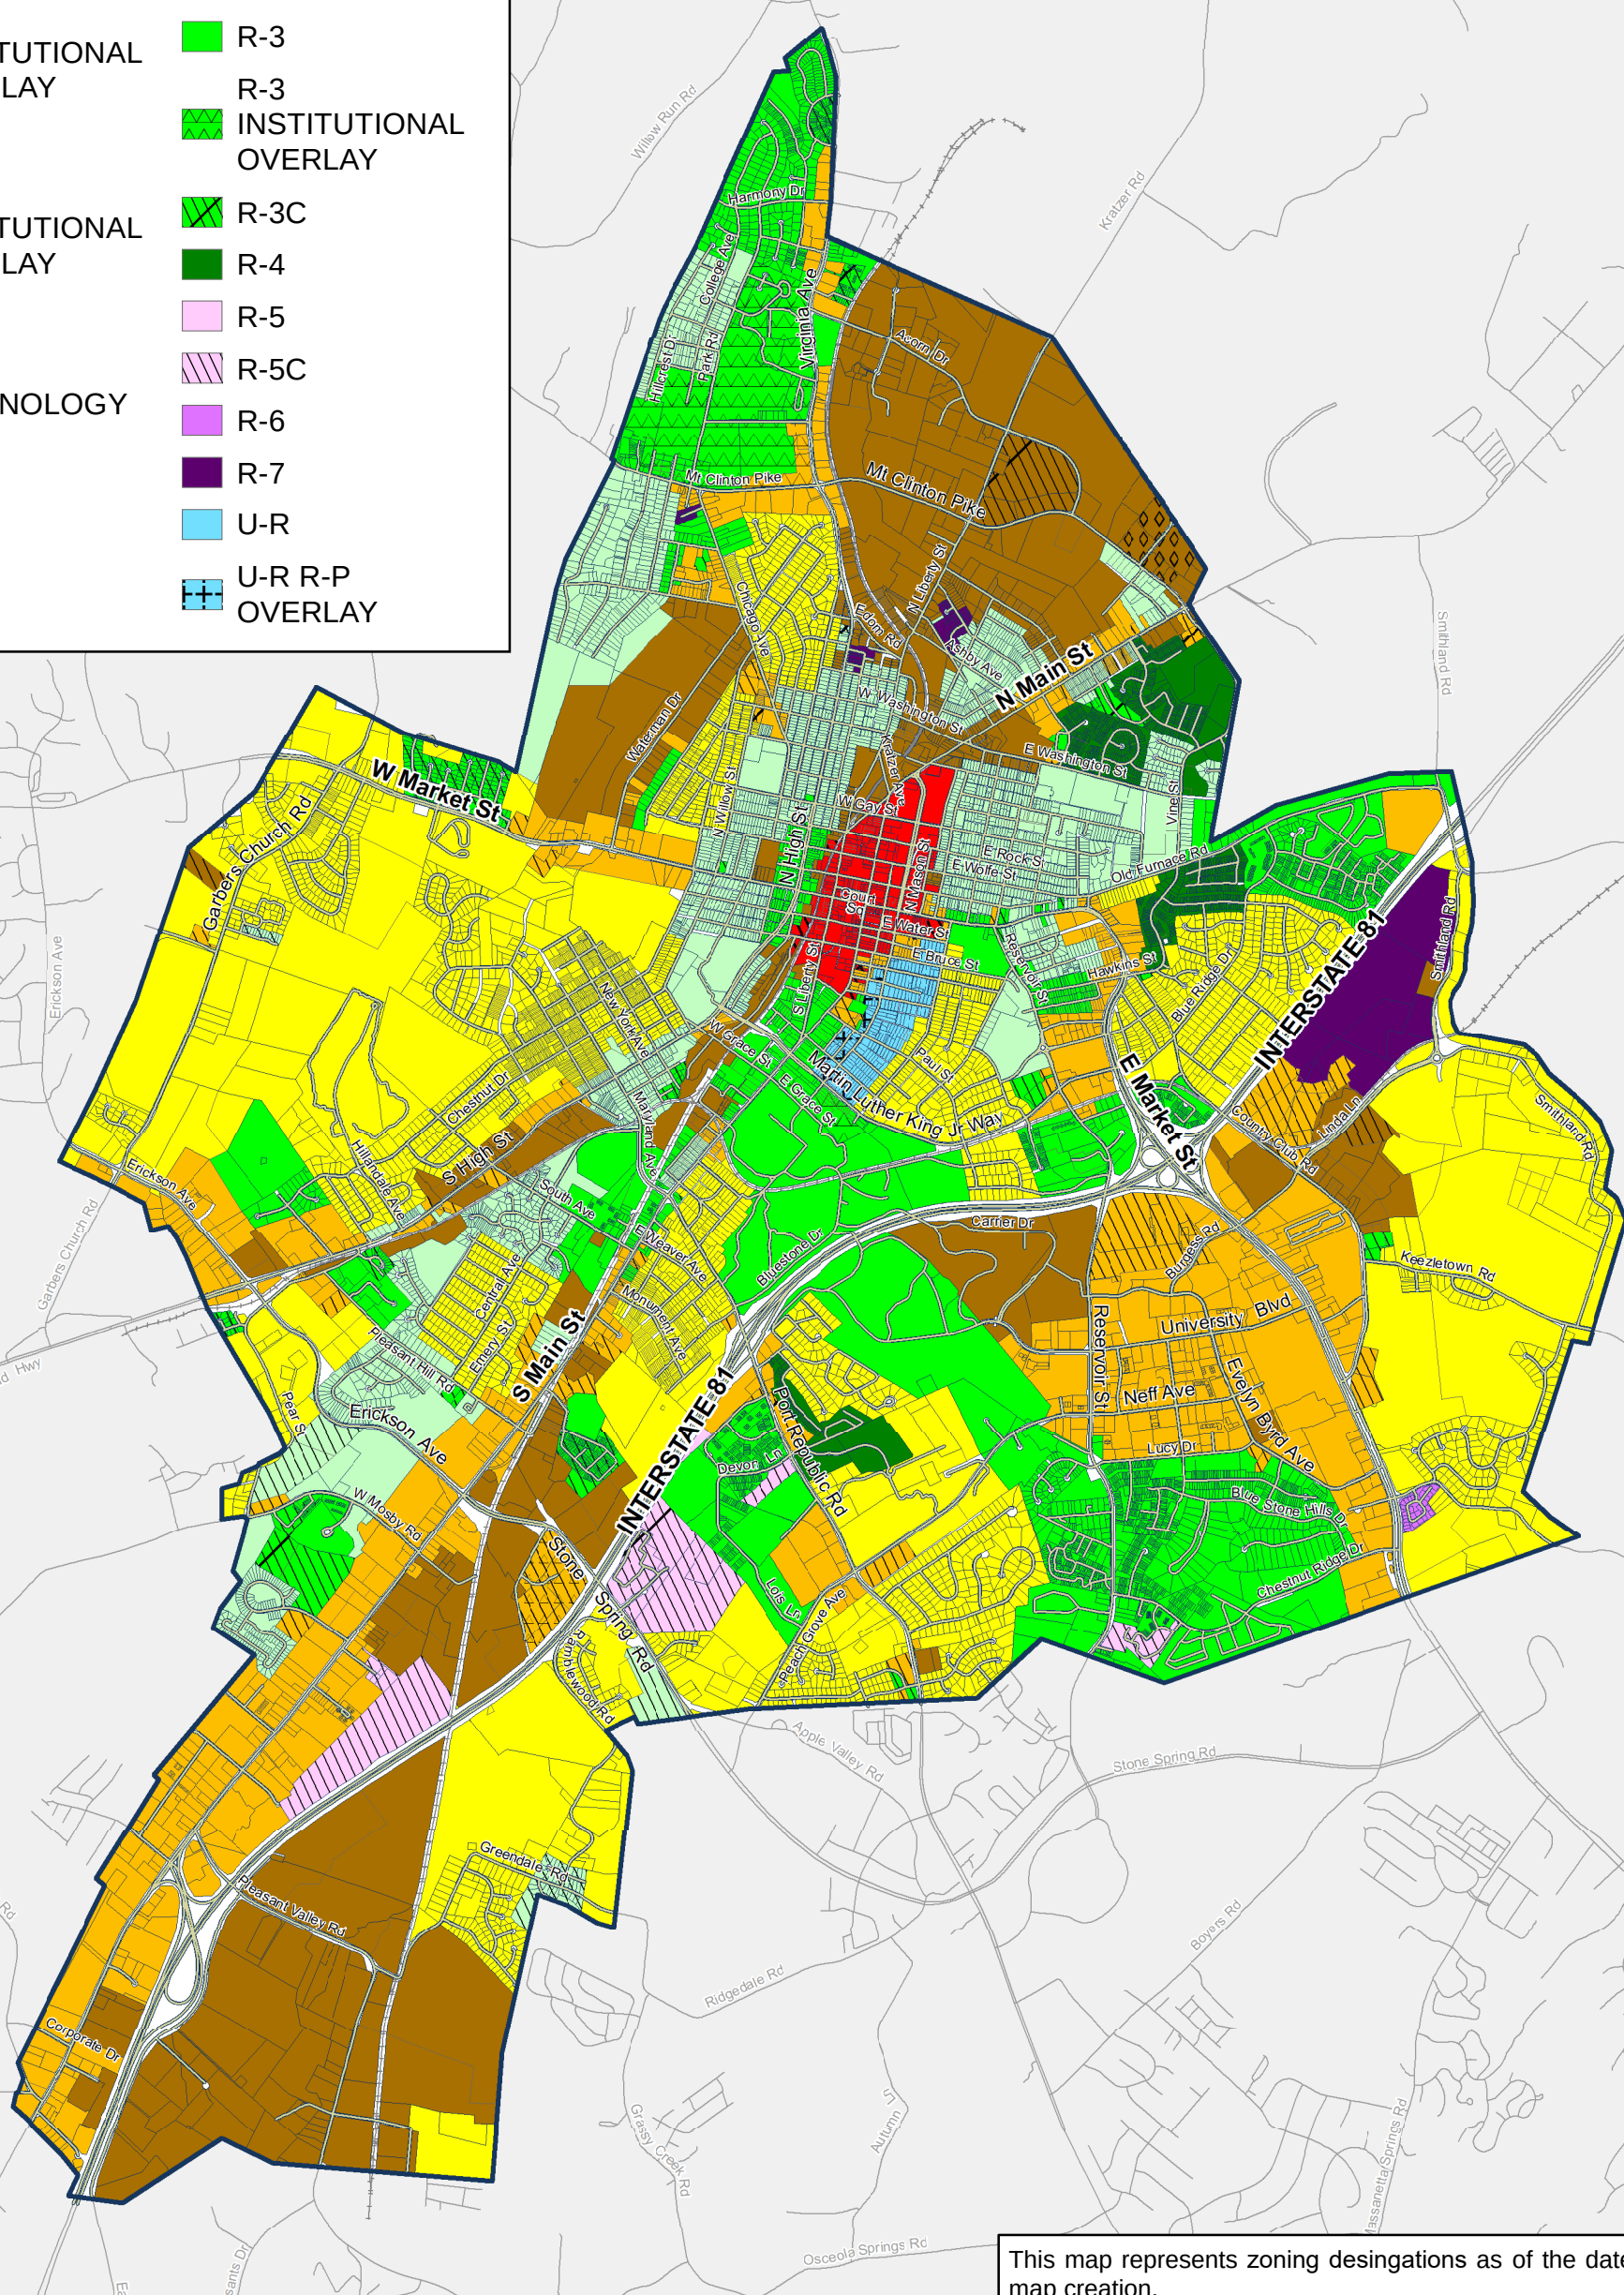 TUTIONAL
LAY
TUTIONAL
LAY
NOLOGY
R-3
R-3
INSTITUTIONAL
OVERLAY
R-3C
R-4
R-5
R-5C
R-6
R-7
U-R
U-R R-P
OVERLAY
Willow Run Rd
Kratzer Rd
Harmony Dr
College Ave
Virginia Ave
Park Rd
Hillcrest Dr
Acorn Dr
Mt Clinton Pike
Mt Clinton Pike
N Liberty St
Chicago Ave
Edom Rd
Ashby Ave
N Main St
Smithland Rd
W Washington St
Waterman Dr
Kratzer Ave
E Washington St
W Market St
N Willow St
W Gay St
Vine St
Garbers Church Rd
N High St
N Mason St
E Rock St
E Wolfe St
Old Furnace Rd
Court
Sq
E Water St
E Bruce St
Erickson Ave
S Liberty St
Reservoir St
Hawkins St
Blue Ridge Dr
INTERSTATE 81
Smithland Rd
New York Ave
W Grace St
Martin Luther King Jr Way
Paul St
E Grace St
E Market St
Chestnut Dr
Maryland Ave
S High St
Hillandale Ave
Country Club Rd
Linda Ln
Smithland Rd
Erickson Ave
South Ave
Garbers Church Rd
E Weaver Ave
Carrier Dr
Bluestone Dr
Burgess Rd
Keezletown Rd
Central Ave
Monument Ave
Reservoir St
University Blvd
Emery St
S Main St
Pleasant Hill Rd
d Hwy
Pear St
INTERSTATE 81
Port Republic Rd
Neff Ave
Evelyn Byrd Ave
Erickson Ave
Devon Ln
Lucy Dr
W Mosby Rd
Blue Stone Hills Dr
Stone Spring Rd
Chestnut Ridge Dr
Lois Ln
Peach Grove Ave
Ramblewood Rd
Apple Valley Rd
Stone Spring Rd
Greendale Rd
Pleasant Valley Rd
Rd
Boyers Rd
Ridgedale Rd
Corporate Dr
Autumn Ln
Grassy Creek Rd
Massanetta Springs Rd
Osceola Springs Rd
sants Dr
Ea
This map represents zoning desingations as of the date
map creation.